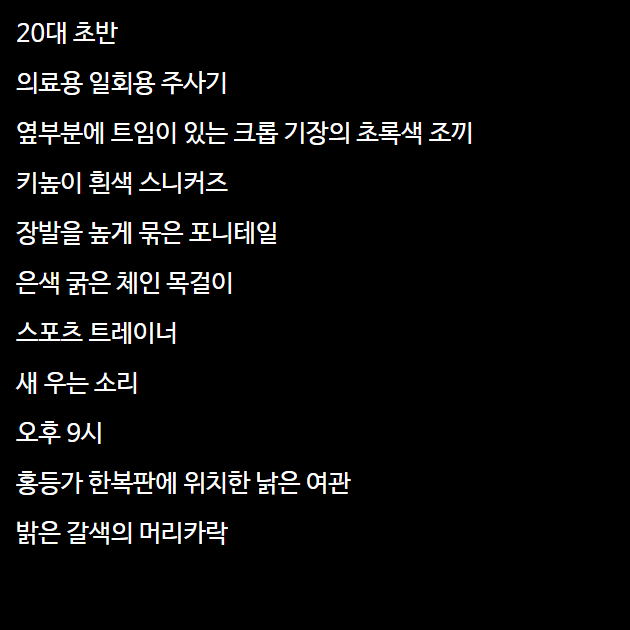 20대 초반
의료용 일회용 주사기
옆부분에 트임이 있는 크롭 기장의 초록색 조끼
키높이 흰색 스니커즈
장발을 높게 묶은 포니테일
은색 굵은 체인 목걸이
스포츠 트레이너
새 우는 소리
오후 9시
홍등가 한복판에 위치한 낡은 여관
밝은 갈색의 머리카락